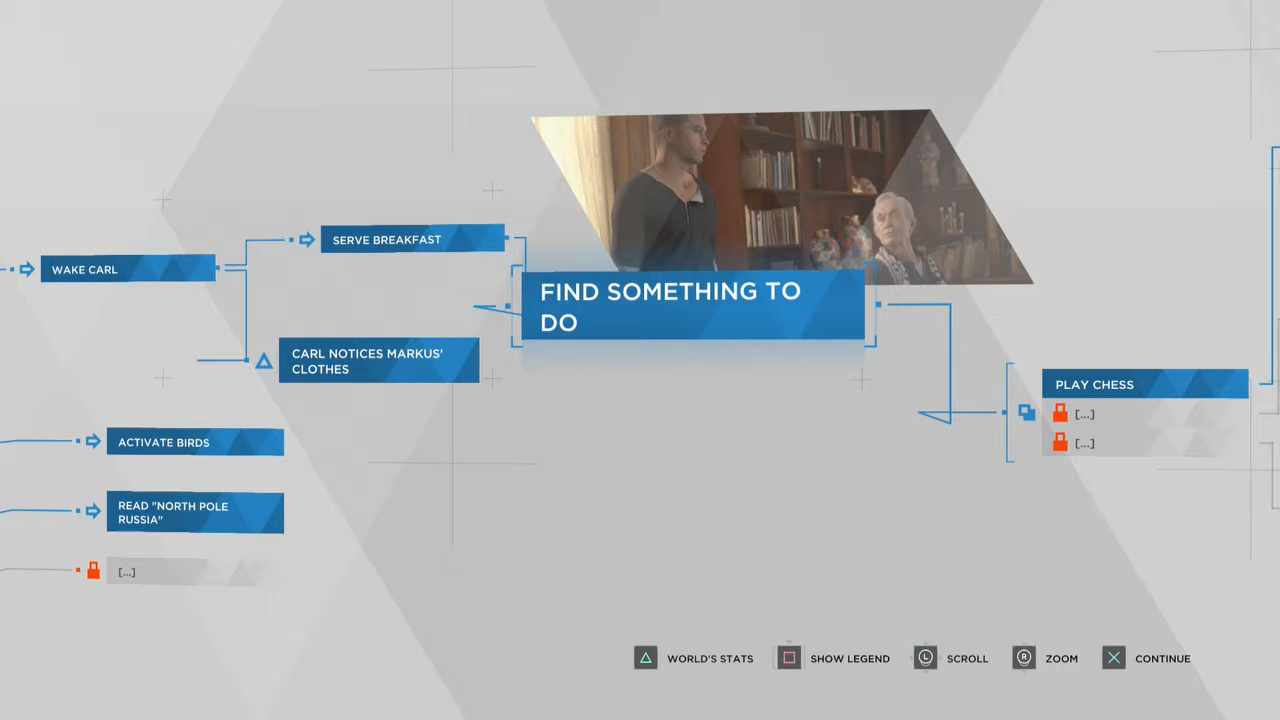 SERVE BREAKFAST
WAKE CARL
FIND SOMETHING TO
DO
CARL NOTICES MARKUS'
CLOTHES
PLAY CHESS
[...]
[...]
ACTIVATE BIRDS
READ "NORTH POLE
RUSSIA"
[...]
WORLD'S STATS
SHOW LEGEND
L SCROLL
R ZOOM
CONTINUE